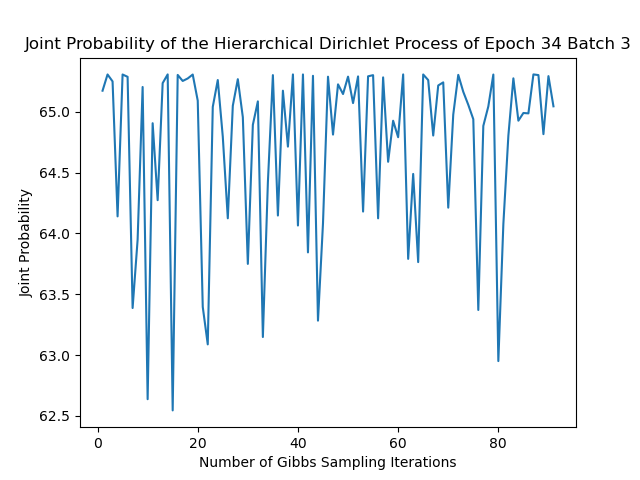 Joint Probability of the Hierarchical Dirichlet Process of Epoch 34 Batch 3
Joint Probability
65.0
64.5
64.0
63.5
63.0
62.5
0 20 40 60 80
Number of Gibbs Sampling Iterations